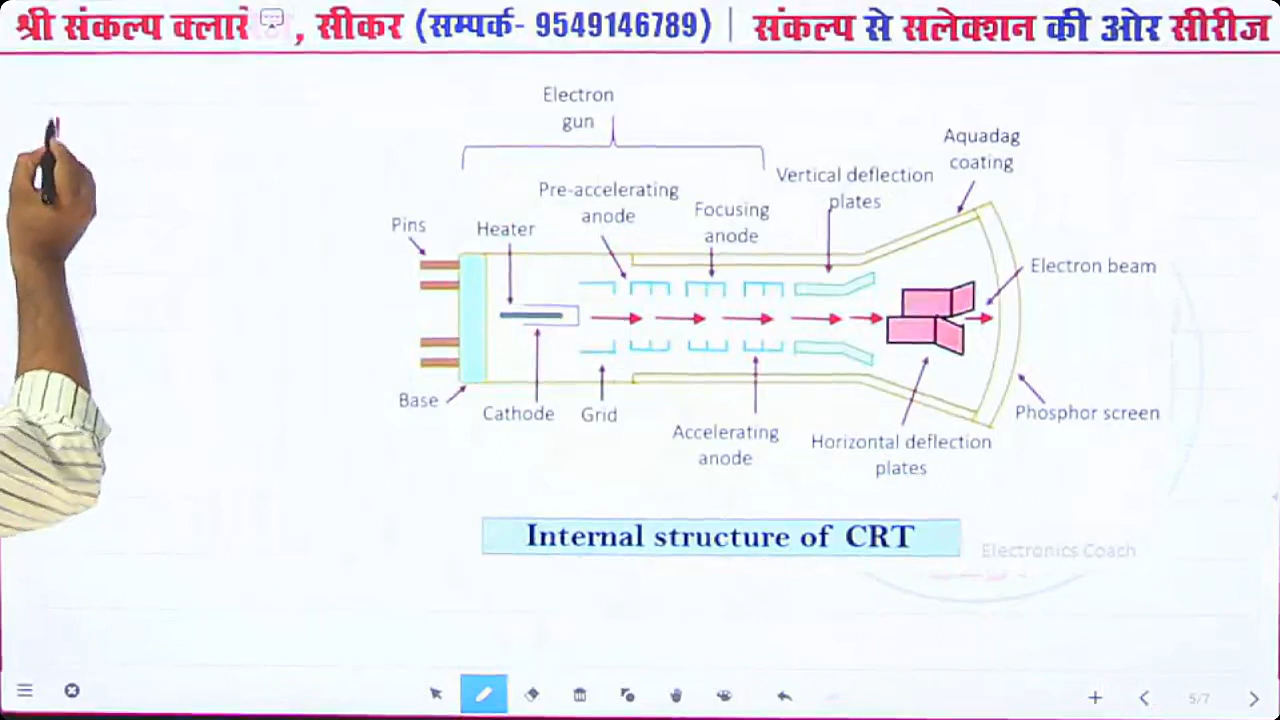 श्री संकल्प क्लासे , सीकर (सम्पर्क- 9549146789) | संकल्प से सलेक्शन की ओर सीरीज
Electron
gun
Aquadag
coating
Vertical deflection
plates
Pre-accelerating
anode
Focusing
anode
Pins
Heater
Electron beam
Base
Cathode
Grid
Accelerating
anode
Horizontal deflection
plates
Phosphor screen
Internal structure of CRT
Electronics Coach
5/7